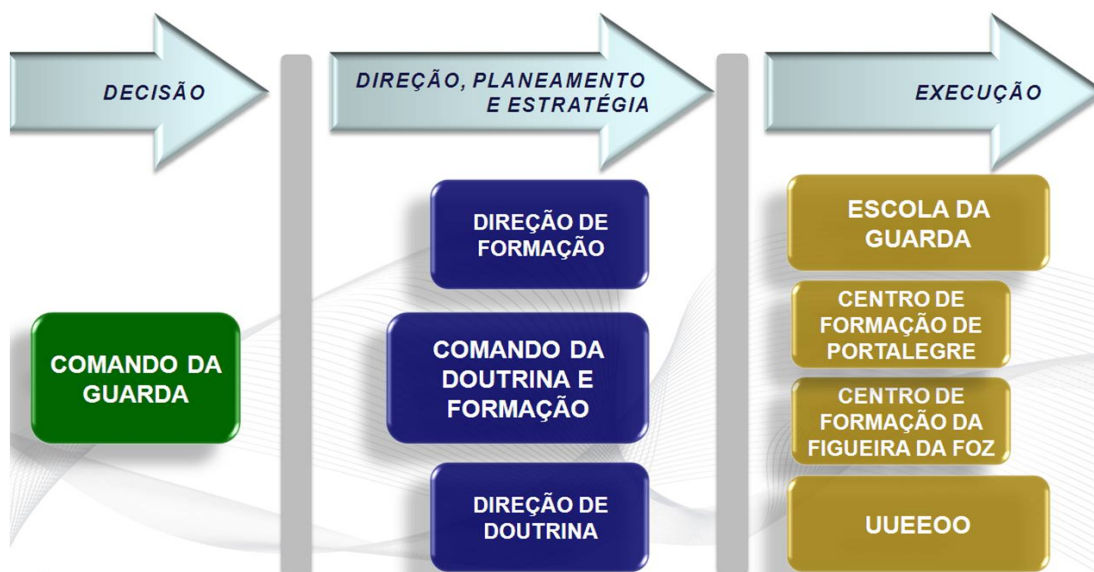 DECISÃO
DIREÇÃO, PLANEAMENTO
E ESTRATÉGIA
EXECUÇÃO
COMANDO DA
GUARDA
DIREÇÃO DE
FORMAÇÃO
COMANDO DA
DOUTRINA E
FORMAÇÃO
DIREÇÃO DE
DOUTRINA
ESCOLA DA
GUARDA
CENTRO DE
FORMAÇÃO DE
PORTALEGRE
CENTRO DE
FORMAÇÃO DA
FIGUEIRA DA FOZ
UUEEOO